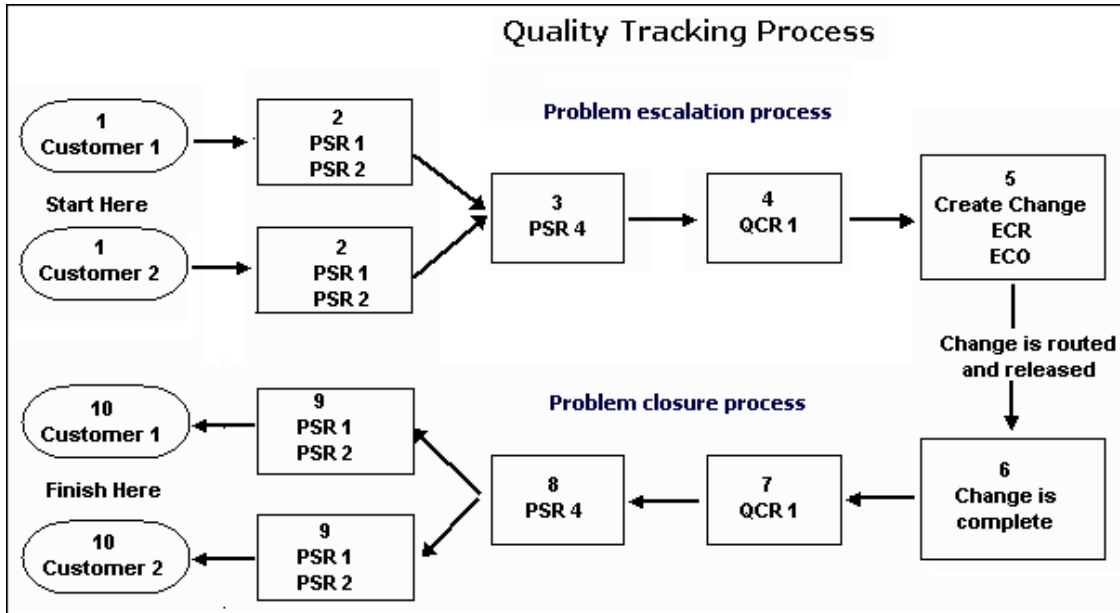 Quality Tracking Process
Problem escalation process
1
Customer 1
2
PSR 1
PSR 2
Start Here
1
Customer 2
2
PSR 1
PSR 2
3
PSR 4
4
QCR 1
5
Create Change
ECR
ECO
Change is routed
and released
Problem closure process
6
Change is
complete
7
QCR 1
8
PSR 4
9
PSR 1
PSR 2
10
Customer 1
Finish Here
9
PSR 1
PSR 2
10
Customer 2